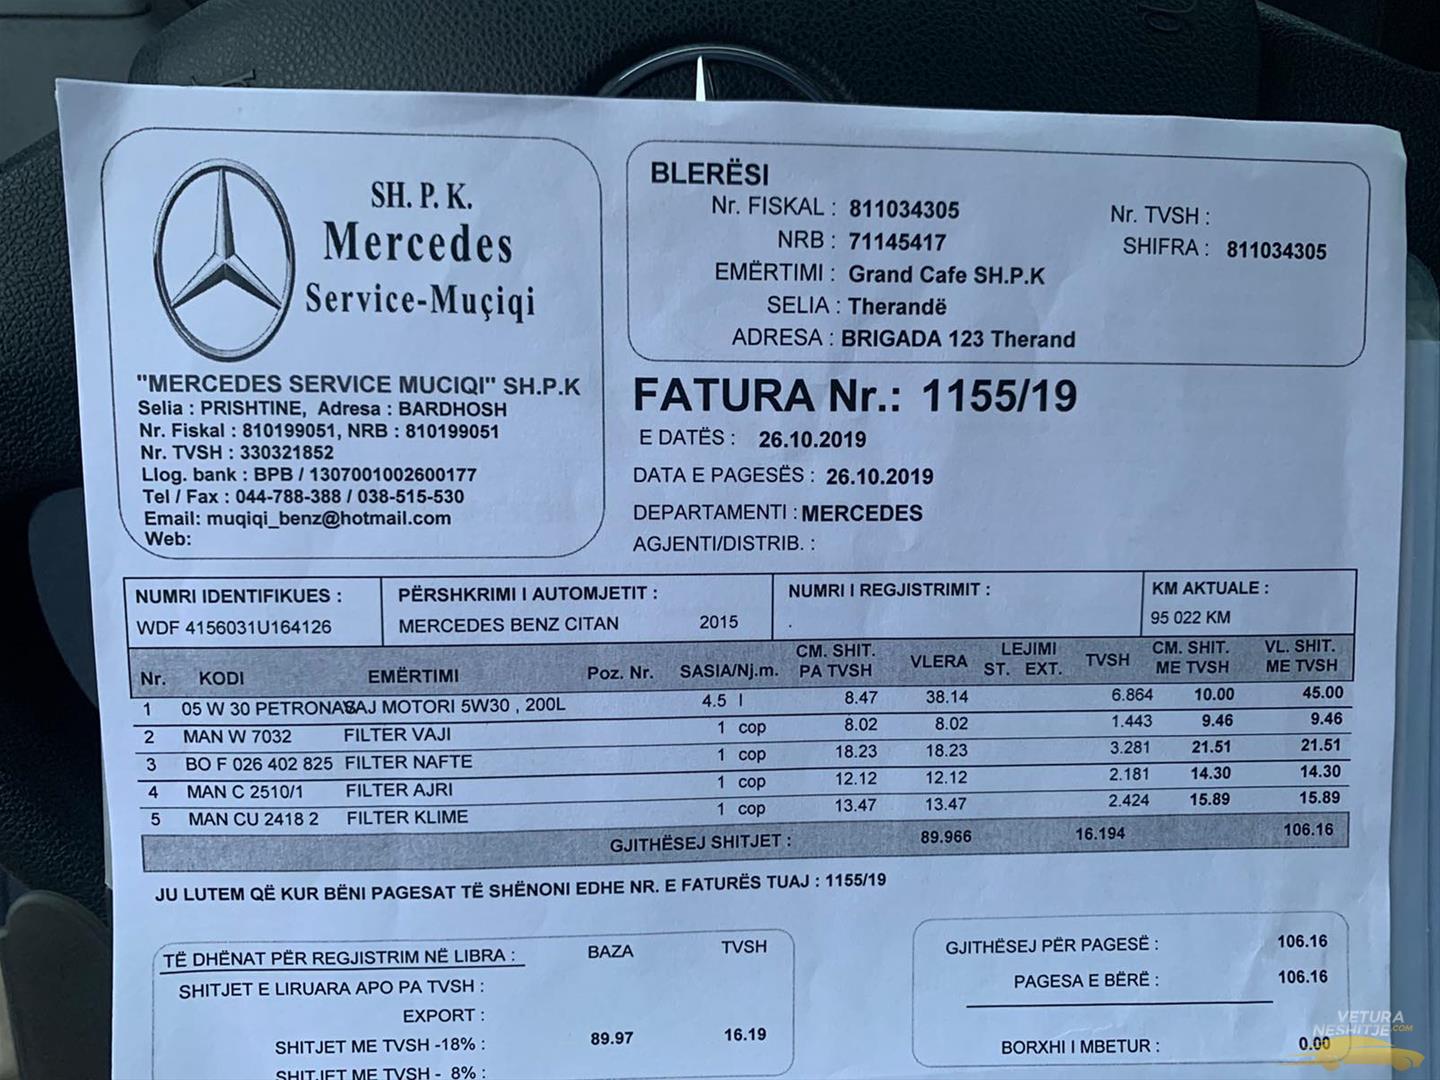 SH. P. K.
Mercedes
Service-Muçiqi
"MERCEDES SERVICE MUCIQI" SH.P.K
Selia : PRISHTINE, Adresa : BARDHOSH
Nr. Fiskal : 810199051, NRB : 810199051
Nr. TVSH : 330321852
Llog. bank : BPB / 1307001002600177
Tel / Fax : 044-788-388 / 038-515-530
Email: muqiqi_benz@hotmail.com
Web:
BLERËSI
Nr. FISKAL : 811034305 Nr. TVSH :
NRB : 71145417 SHIFRA : 811034305
EMËRTIMI : Grand Cafe SH.P.K
SELIA : Therandë
ADRESA : BRIGADA 123 Therand
FATURA Nr.: 1155/19
E DATËS : 26.10.2019
DATA E PAGESËS : 26.10.2019
DEPARTAMENTI : MERCEDES
AGJENTI/DISTRIB. :
NUMRI IDENTIFIKUES : PËRSHKRIMI I AUTOMJETIT : NUMRI I REGJISTRIMIT : KM AKTUALE :
WDF 4156031U164126 MERCEDES BENZ CITAN 2015 . 95 022 KM
Nr. KODI EMËRTIMI Poz. Nr. SASIA/Nj.m. CM. SHIT. PA TVSH VLERA LEJIMI ST. EXT. TVSH CM. SHIT. ME TVSH VL. SHIT. ME TVSH
1 05 W 30 PETRONAS VAJ MOTORI 5W30 , 200L 4.5 l 8.47 38.14 6.864 10.00 45.00
2 MAN W 7032 FILTER VAJI 1 cop 8.02 8.02 1.443 9.46 9.46
3 BO F 026 402 825 FILTER NAFTE 1 cop 18.23 18.23 3.281 21.51 21.51
4 MAN C 2510/1 FILTER AJRI 1 cop 12.12 12.12 2.181 14.30 14.30
5 MAN CU 2418 2 FILTER KLIME 1 cop 13.47 13.47 2.424 15.89 15.89
GJITHËSEJ SHITJET : 89.966 16.194 106.16
JU LUTEM QË KUR BËNI PAGESAT TË SHËNONI EDHE NR. E FATURËS TUAJ : 1155/19
TË DHËNAT PËR REGJISTRIM NË LIBRA : BAZA TVSH
SHITJET E LIRUARA APO PA TVSH :
EXPORT :
SHITJET ME TVSH -18% : 89.97 16.19
SHITJET ME TVSH - 8% :
GJITHËSEJ PËR PAGESË : 106.16
PAGESA E BËRË : 106.16
BORXHI I MBETUR : 0.00
VETURA
NESHITJE.COM